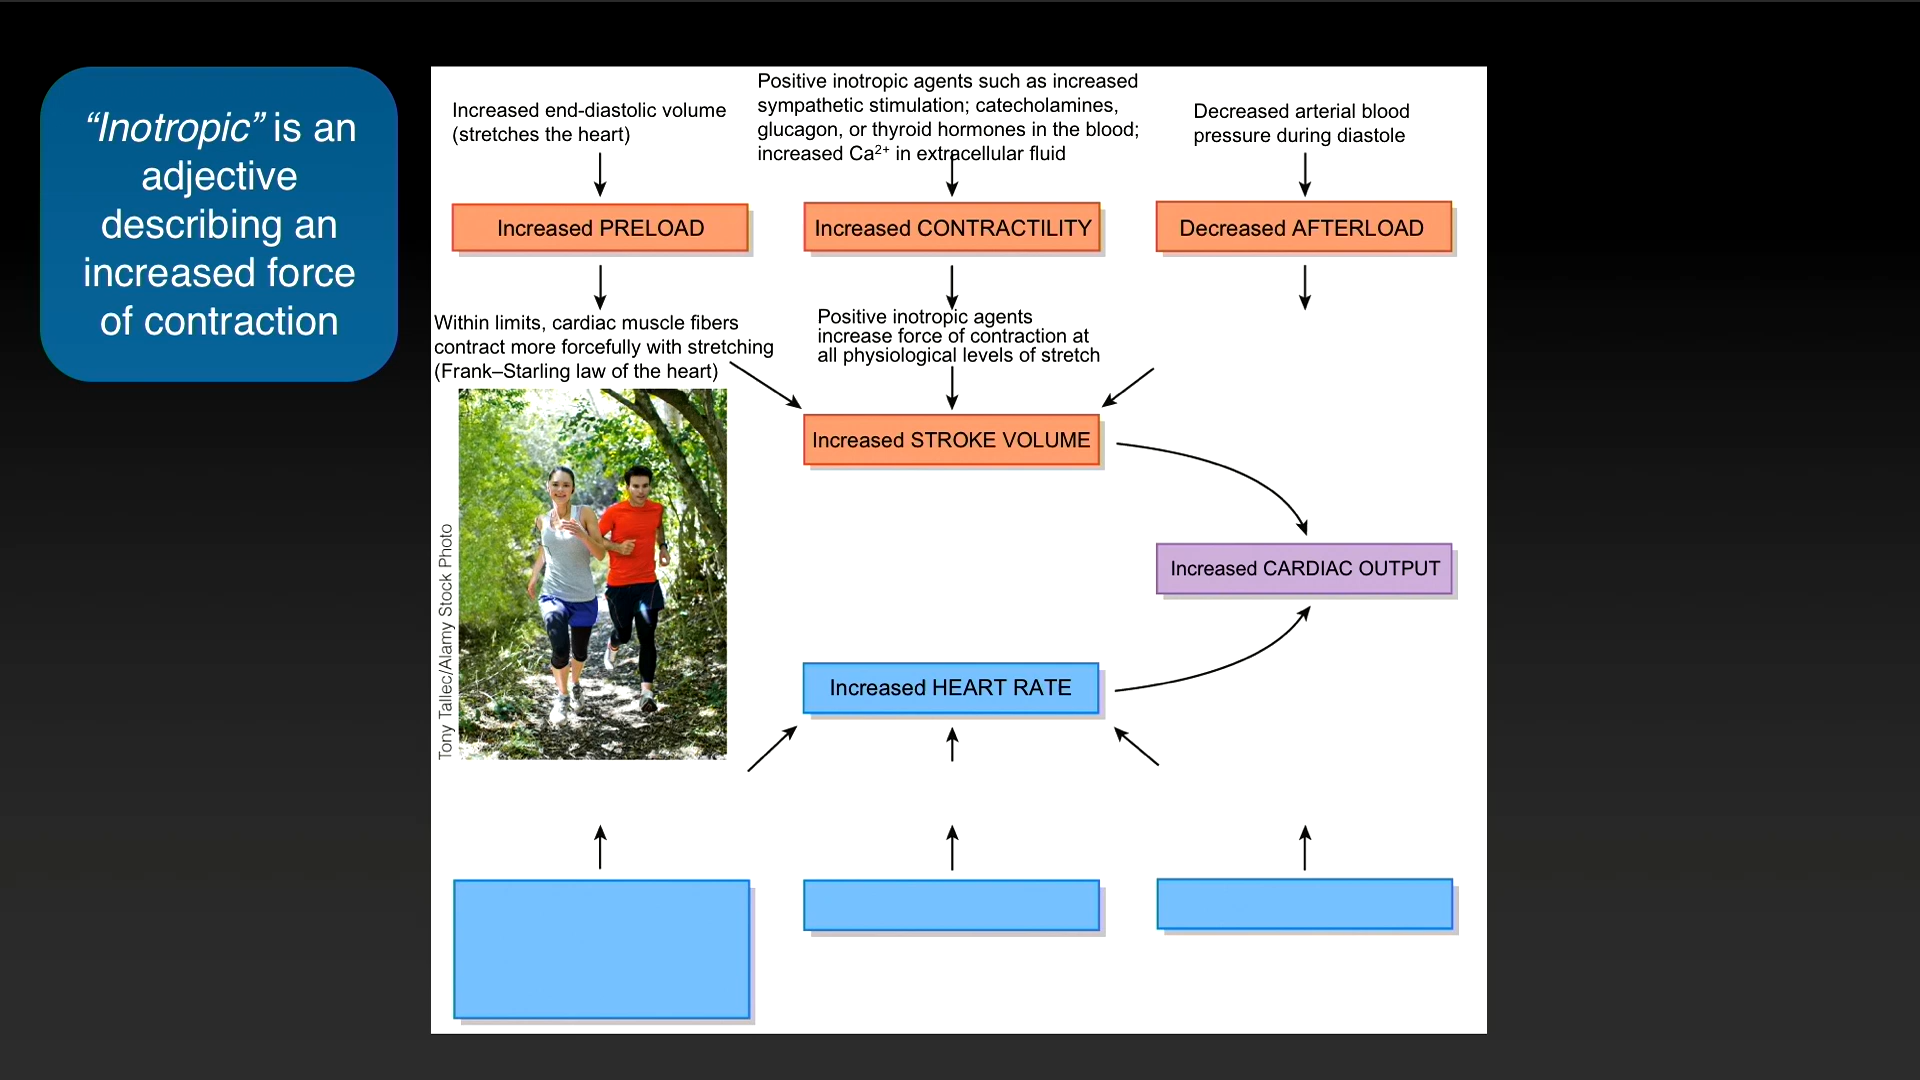 “Inotropic” is an
adjective
describing an
increased force
of contraction
Increased end-diastolic volume
(stretches the heart)
Positive inotropic agents such as increased
sympathetic stimulation; catecholamines,
glucagon, or thyroid hormones in the blood;
increased Ca²⁺ in extracellular fluid
Decreased arterial blood
pressure during diastole
Increased PRELOAD
Increased CONTRACTILITY
Decreased AFTERLOAD
Within limits, cardiac muscle fibers
contract more forcefully with stretching
(Frank–Starling law of the heart)
Positive inotropic agents
increase force of contraction at
all physiological levels of stretch
Increased STROKE VOLUME
Increased CARDIAC OUTPUT
Increased HEART RATE
Tony Tallec/Alamy Stock Photo